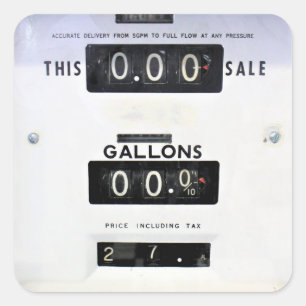 ACCURATE DELIVERY FROM 5GPM TO FULL FLOW AT ANY PRESSURE
THIS 0.00 SALE
GALLONS
00.0 /10
PRICE INCLUDING TAX
2 7.